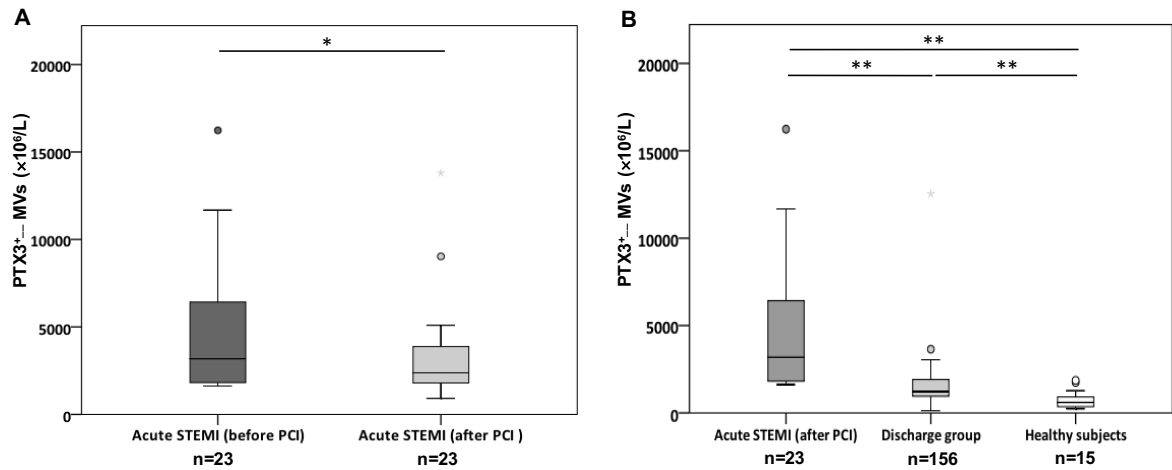 A
PTX3⁺— MVs (×10⁶/L)
20000
15000
10000
5000
0
*
Acute STEMI (before PCI)
Acute STEMI (after PCI )
n=23
n=23
B
PTX3⁺— MVs (×10⁶/L)
20000
15000
10000
5000
0
**
**
**
Acute STEMI (after PCI)
Discharge group
Healthy subjects
n=23
n=156
n=15